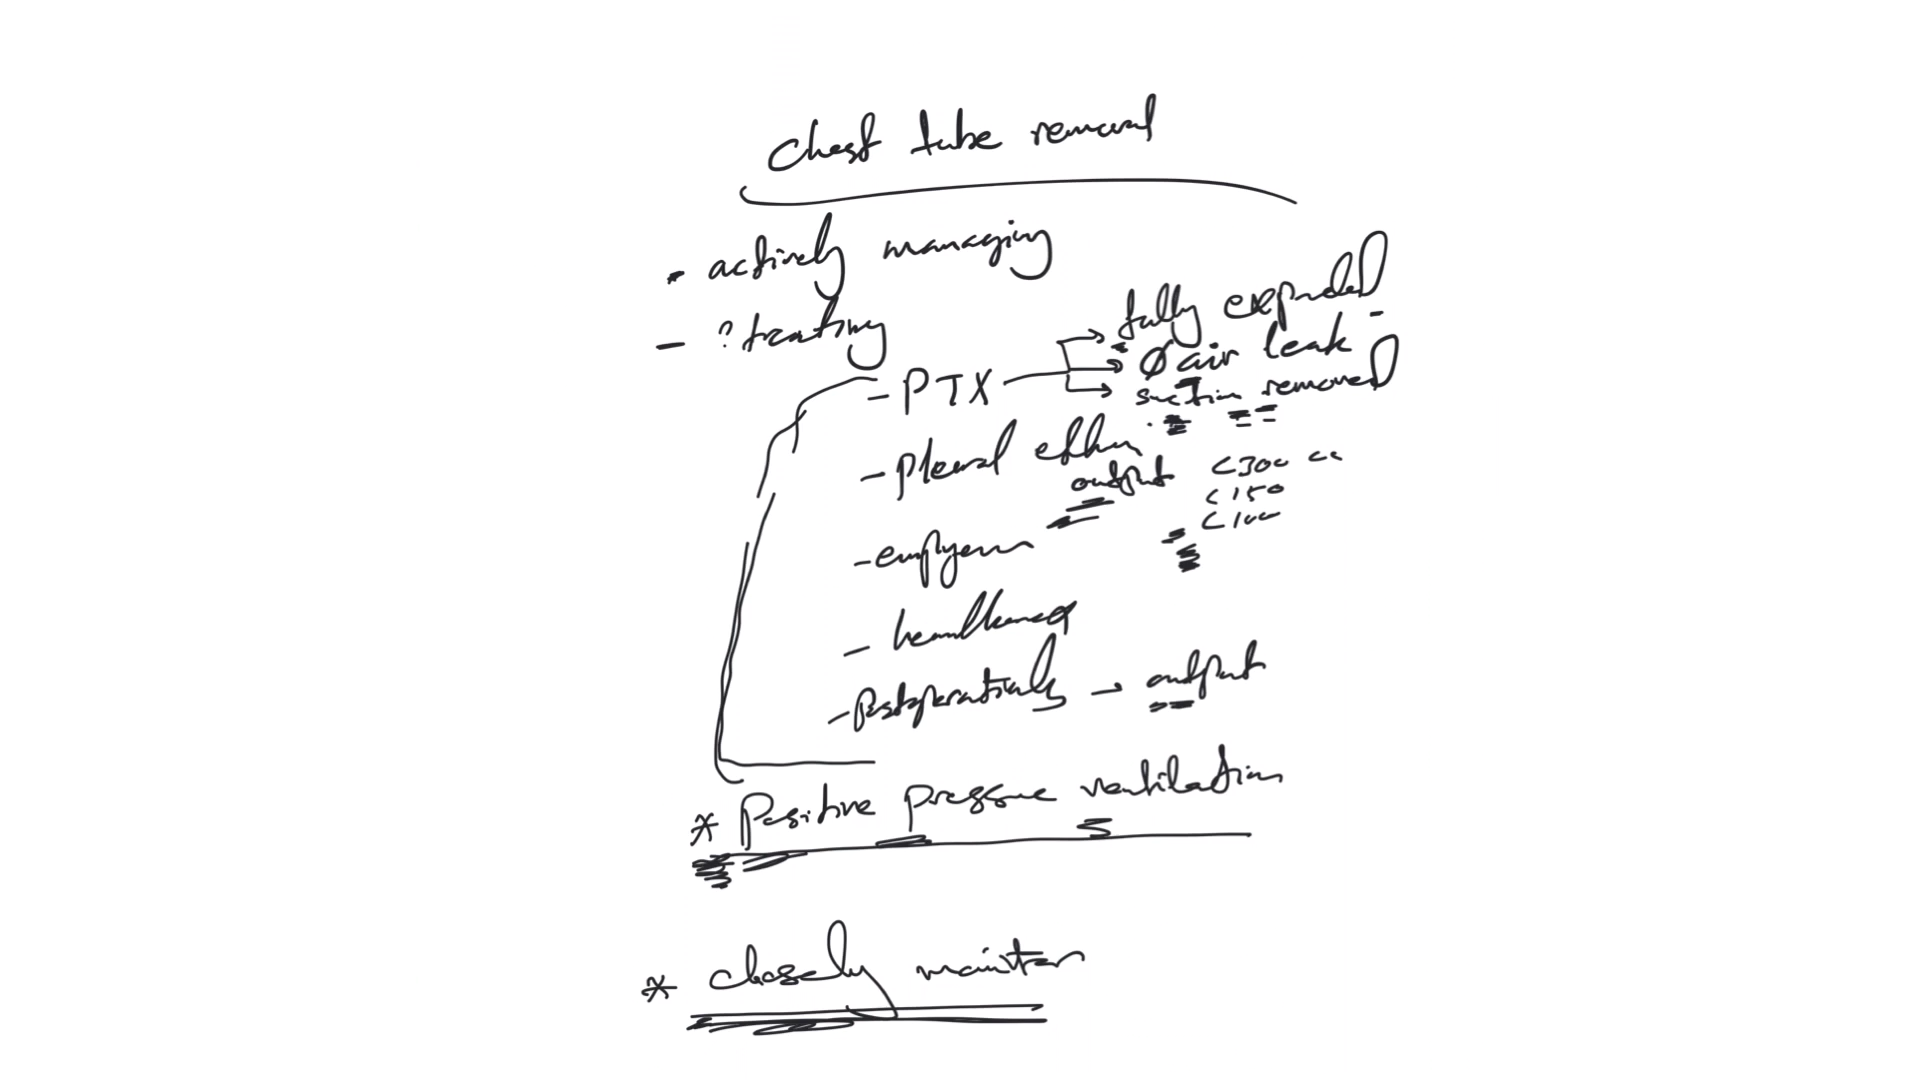 Chest tube removal
- actively managing
- ? treating
- PTX
→ fully expanded
→ Ø air leak
→ suction removed
- pleural effusion
output <300 cc
<150
<100
- empyema
- hemothorax
- Postoperatively → output
* Positive pressure ventilation
* closely monitor